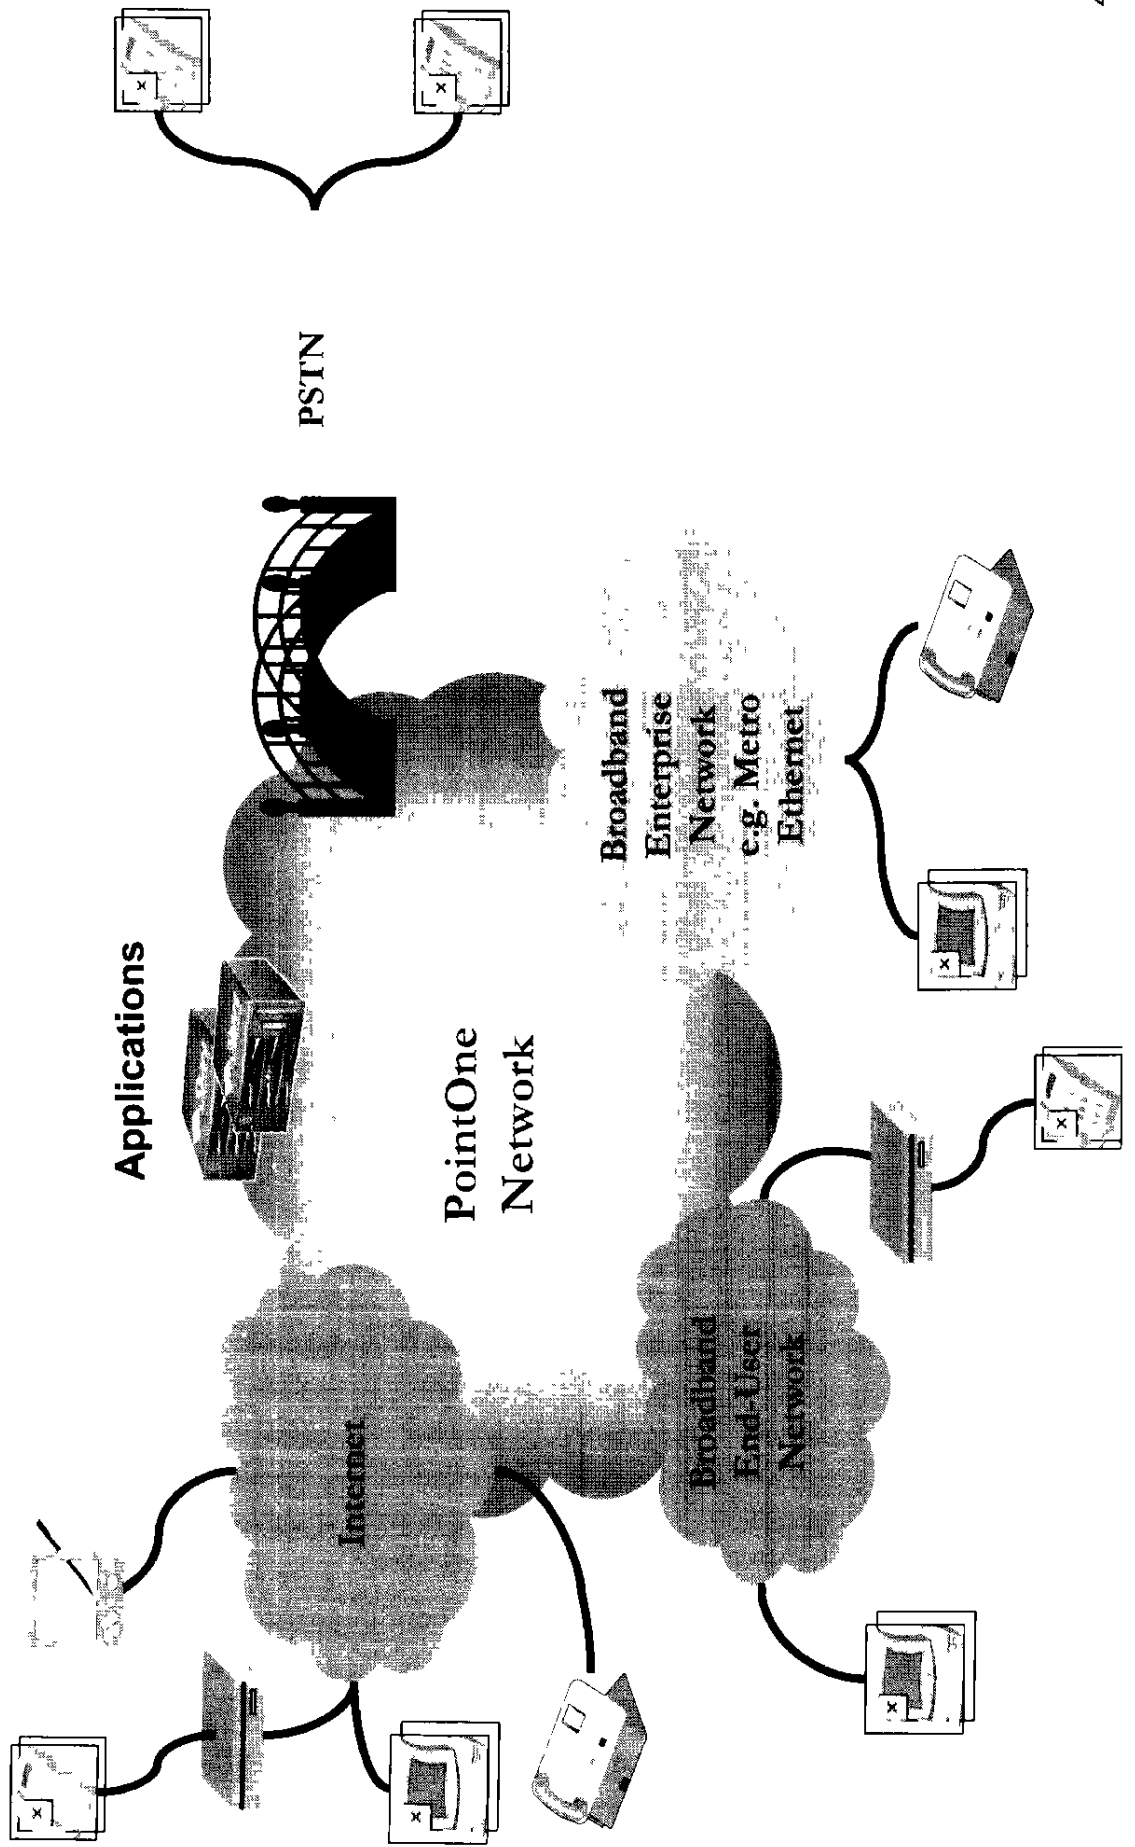 Applications
PSTN
PointOne
Network
Internet
Broadband
Enterprise
Network
e.g. Metro
Ethernet
Broadband
End-User
Network